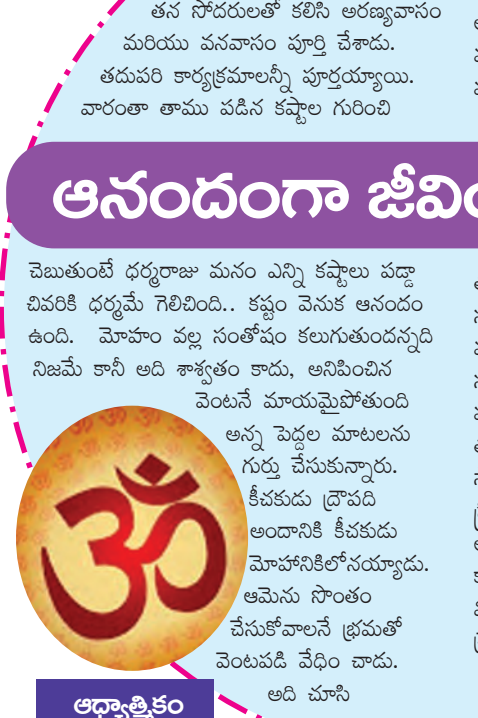 తన సోదరులతో కలిసి అరణ్యవాసం
మరియు వనవాసం పూర్తి చేశాడు.
తదుపరి కార్యక్రమాలన్నీ పూర్తయ్యాయి.
వారంతా తాము పడిన కష్టాల గురించి
ఆనందంగా
చెబుతుంటే ధర్మరాజు మనం ఎన్ని కష్టాలు పడ్డా
చివరికి ధర్మమే గెలిచింది.. కష్టం వెనుక ఆనందం
ఉంది. మోహం వల్ల సంతోషం కలుగుతుందన్నది
నిజమే కానీ అది శాశ్వతం కాదు, అనిపించిన
వెంటనే మాయమైపోతుంది
అన్న పెద్దల మాటలను
గుర్తు చేసుకున్నారు.
కీచకుడు ద్రౌపది
అందానికి కీచకుడు
మోహానికిలోనయ్యాడు.
ఆమెను సొంతం
చేసుకోవాలనే భ్రమతో
వెంటపడి వేధిం చాడు.
అది చూసి
ॐ
ఆధ్యాత్మికం